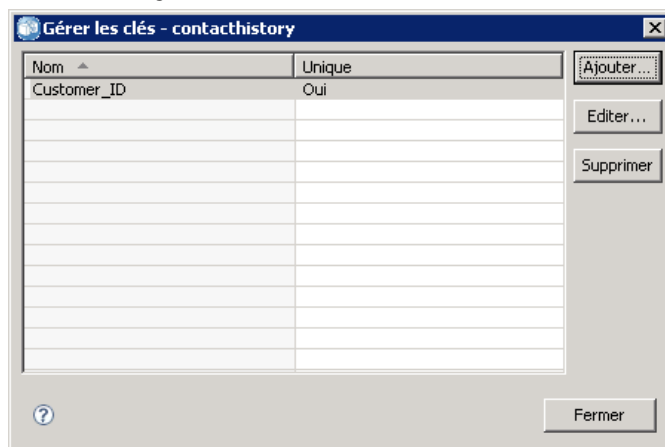 Gérer les clés - contacthistory
Nom Unique
Customer_ID Oui
Ajouter...
Editer...
Supprimer
?
Fermer